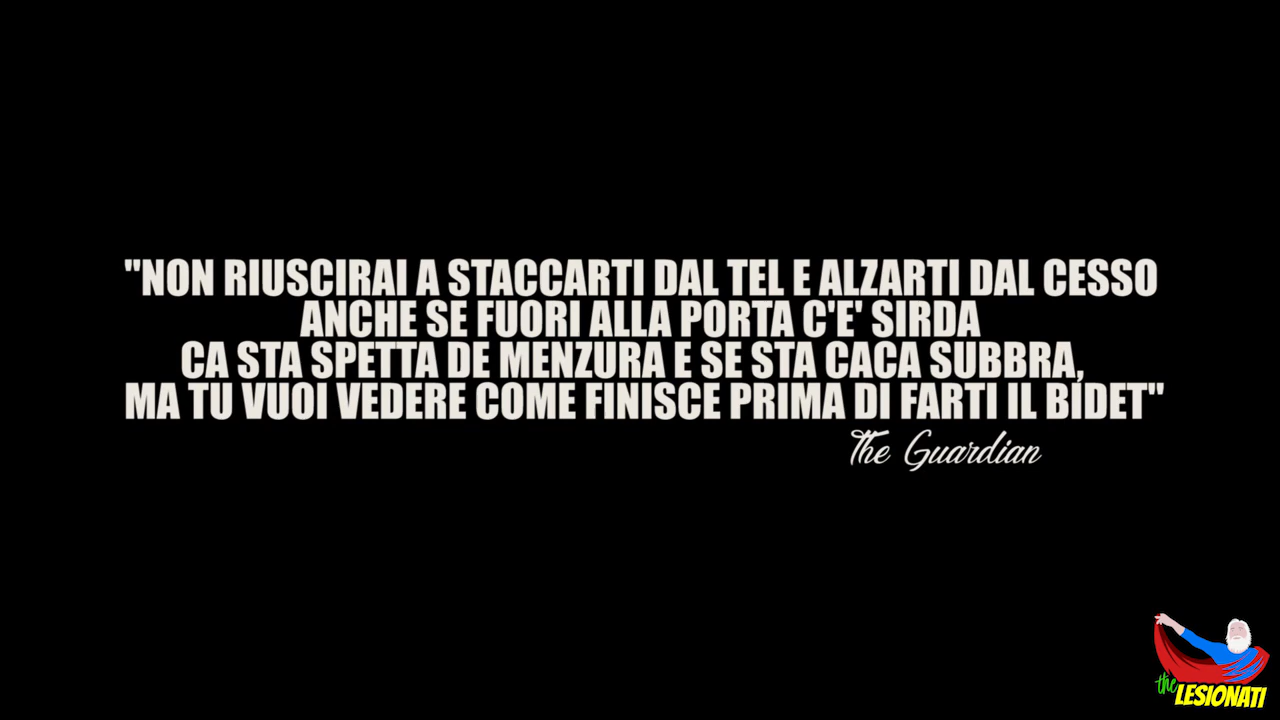 "NON RIUSCIRAI A STACCARTI DAL TEL E ALZARTI DAL CESSO
ANCHE SE FUORI ALLA PORTA C'E' SIRDA
CA STA SPETTA DE MENZURA E SE STA CACA SUBBRA,
MA TU VUOI VEDERE COME FINISCE PRIMA DI FARTI IL BIDET"
The Guardian
the
LESIONATI